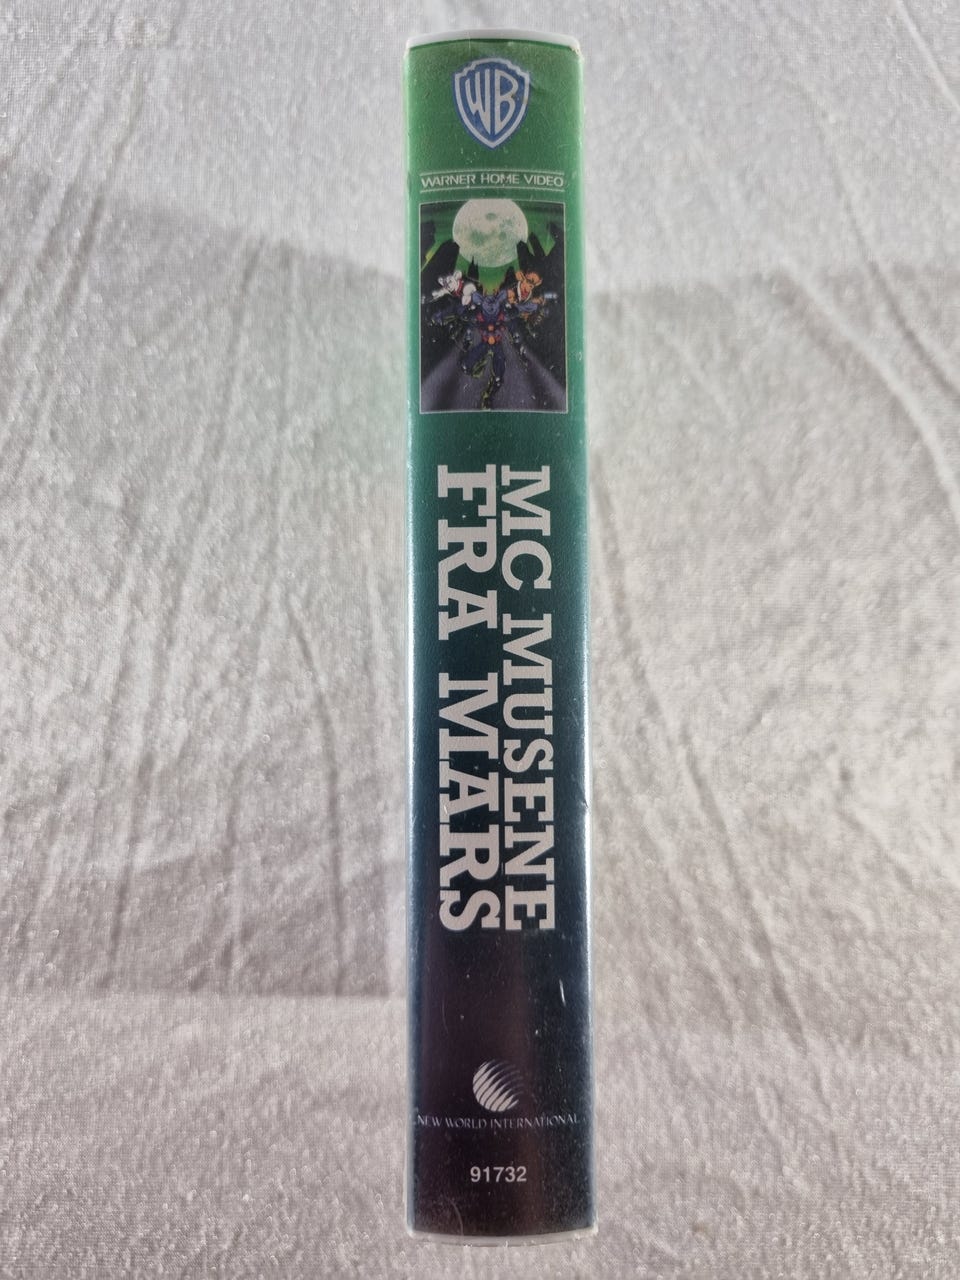 WB
WARNER HOME VIDEO
MC MUSENE
FRA MARS
NEW WORLD INTERNATIONAL
91732